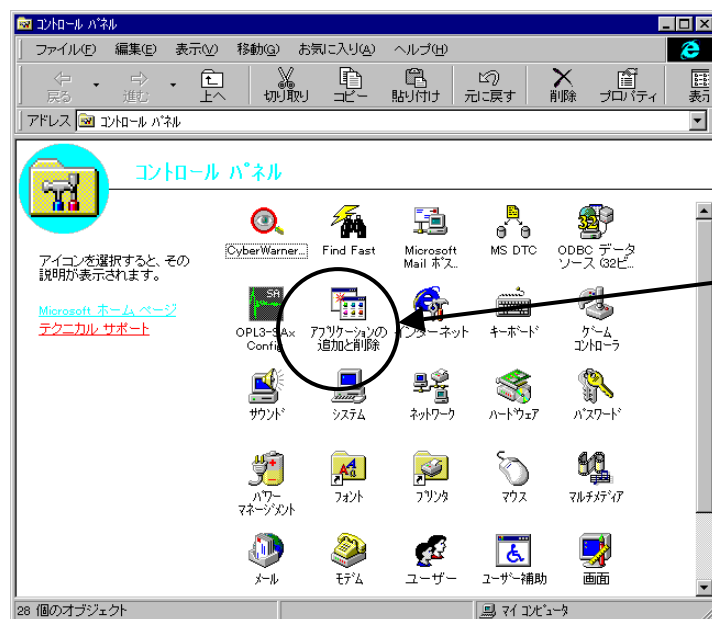 コントロール パネル
ファイル(F) 編集(E) 表示(V) 移動(G) お気に入り(A) ヘルプ(H)
戻る 進む 上へ 切り取り コピー 貼り付け 元に戻す 削除 プロパティ 表示
アドレス コントロール パネル
コントロール パネル
アイコンを選択すると、その
説明が表示されます。
Microsoft ホーム ページ
テクニカル サポート
CyberWarner... Find Fast Microsoft Mail ポス... MS DTC ODBC データ ソース (32ビ...
OPL3-SAx Config アプリケーションの 追加と削除 インターネット キーボード ゲーム コントローラ
サウンド システム ネットワーク ハードウェア パスワード
パワー マネージメント フォント プリンタ マウス マルチメディア
メール モデム ユーザー ユーザー補助 画面
28 個のオブジェクト マイ コンピュータ